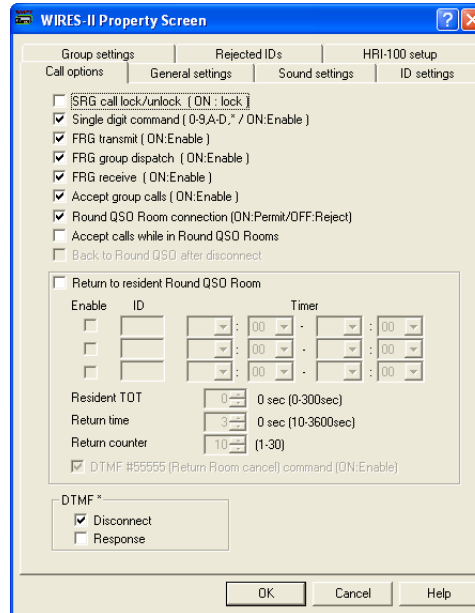 WIRES-II Property Screen
Group settings Rejected IDs HRI-100 setup
Call options General settings Sound settings ID settings
SRG call lock/unlock ( ON : lock )
Single digit command ( 0-9,A-D,* / ON:Enable )
FRG transmit ( ON:Enable )
FRG group dispatch ( ON:Enable )
FRG receive ( ON:Enable )
Accept group calls ( ON:Enable )
Round QSO Room connection (ON:Permit/OFF:Reject)
Accept calls while in Round QSO Rooms
Back to Round QSO after disconnect
Return to resident Round QSO Room
Enable ID Timer
: 00 - : 00
: 00 - : 00
: 00 - : 00
Resident TOT 0 0 sec (0-300sec)
Return time 3 0 sec (10-3600sec)
Return counter 10 (1-30)
DTMF #55555 (Return Room cancel) command (ON:Enable)
DTMF *
Disconnect
Response
OK Cancel Help